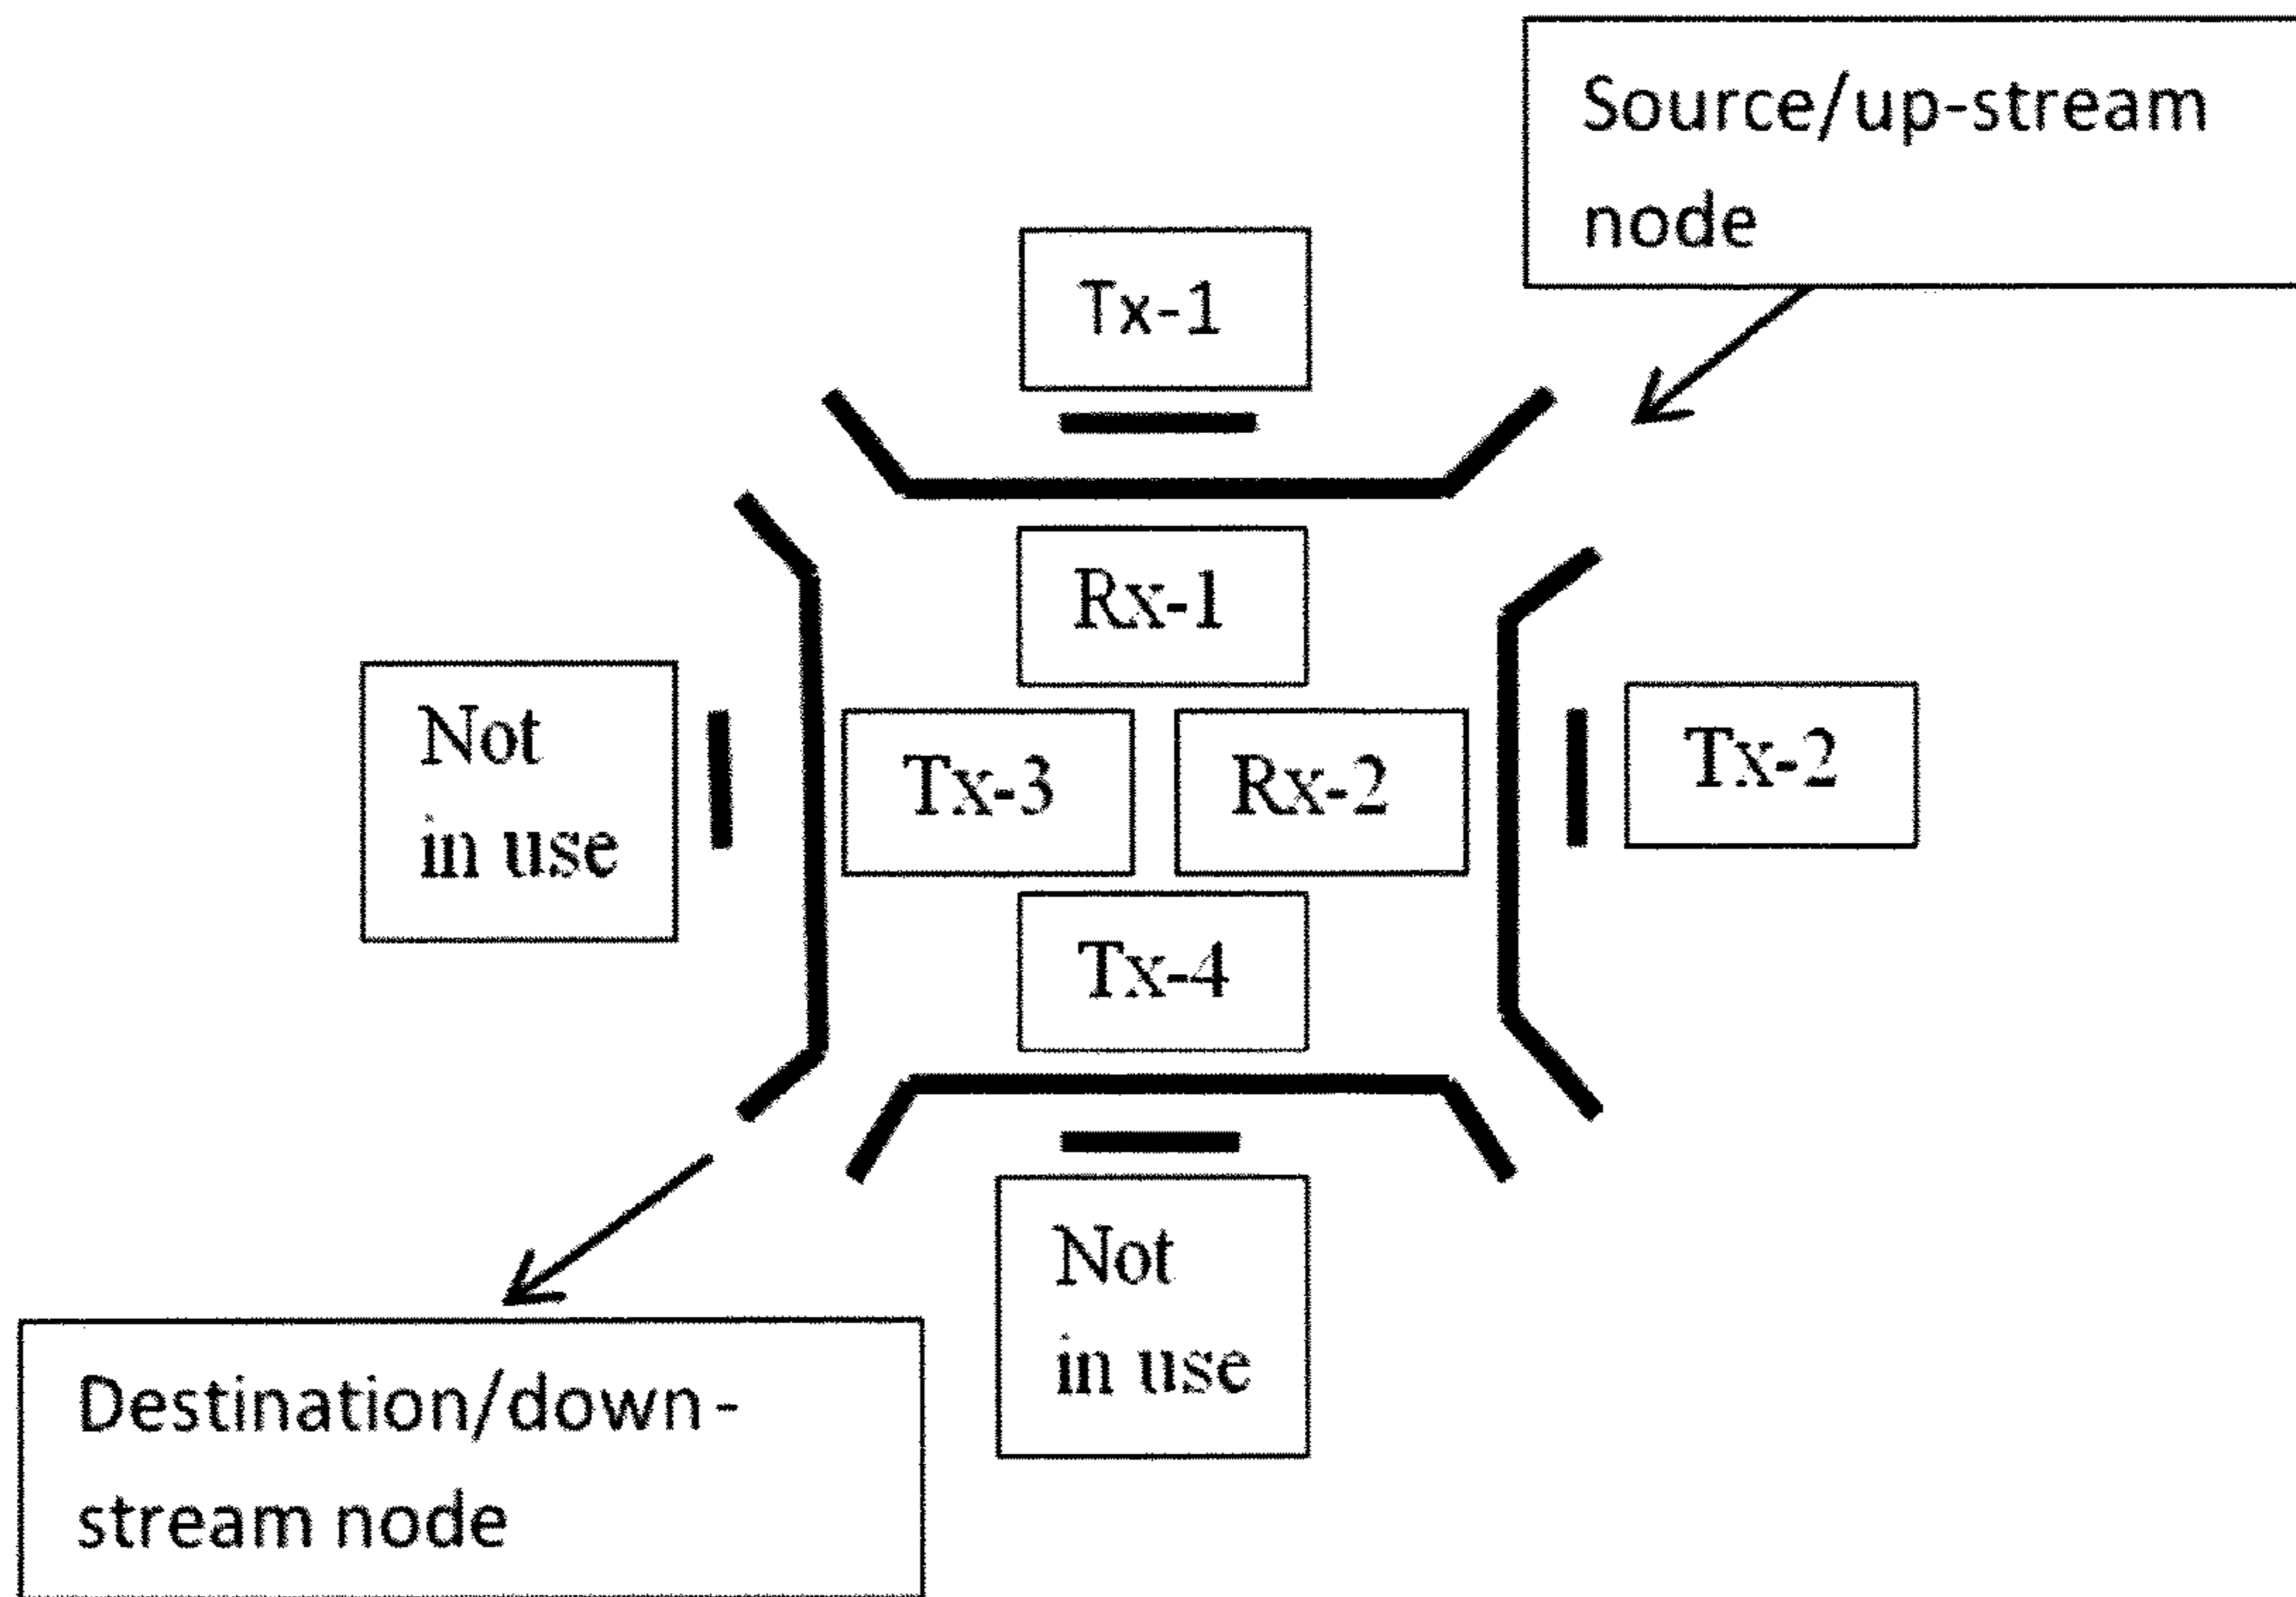 Source/up-stream
node
Tx-1
Rx-1
Not
in use
Tx-3
Rx-2
Tx-2
Tx-4
Not
in use
Destination/down-
stream node